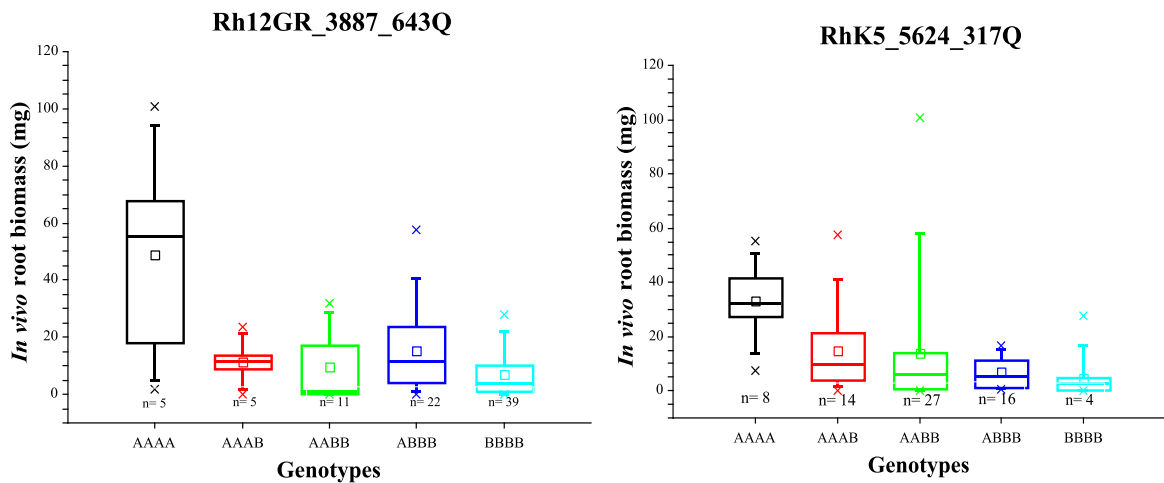 Rh12GR_3887_643Q
In vivo root biomass (mg)
120
100
80
60
40
20
0
n= 5
n= 5
n= 11
n= 22
n= 39
AAAA
AAAB
AABB
ABBB
BBBB
Genotypes
RhK5_5624_317Q
In vivo root biomass (mg)
120
100
80
60
40
20
0
n= 8
n= 14
n= 27
n= 16
n= 4
AAAA
AAAB
AABB
ABBB
BBBB
Genotypes